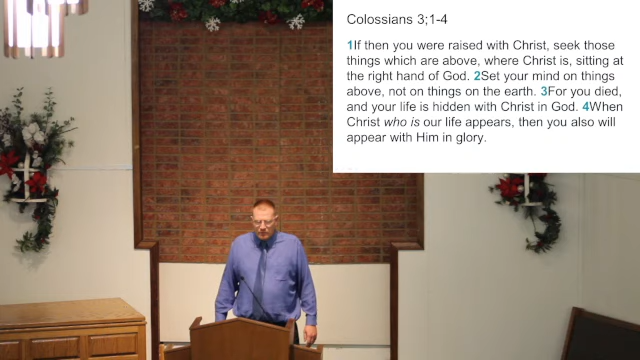 Colossians 3;1-4
1If then you were raised with Christ, seek those
things which are above, where Christ is, sitting at
the right hand of God. 2Set your mind on things
above, not on things on the earth. 3For you died,
and your life is hidden with Christ in God. 4When
Christ who is our life appears, then you also will
appear with Him in glory.